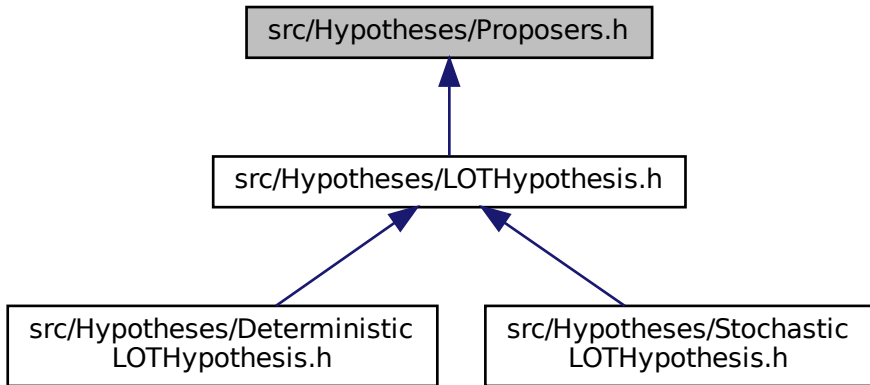 src/Hypotheses/Proposers.h
src/Hypotheses/LOTHypothesis.h
src/Hypotheses/Deterministic
LOTHypothesis.h
src/Hypotheses/Stochastic
LOTHypothesis.h